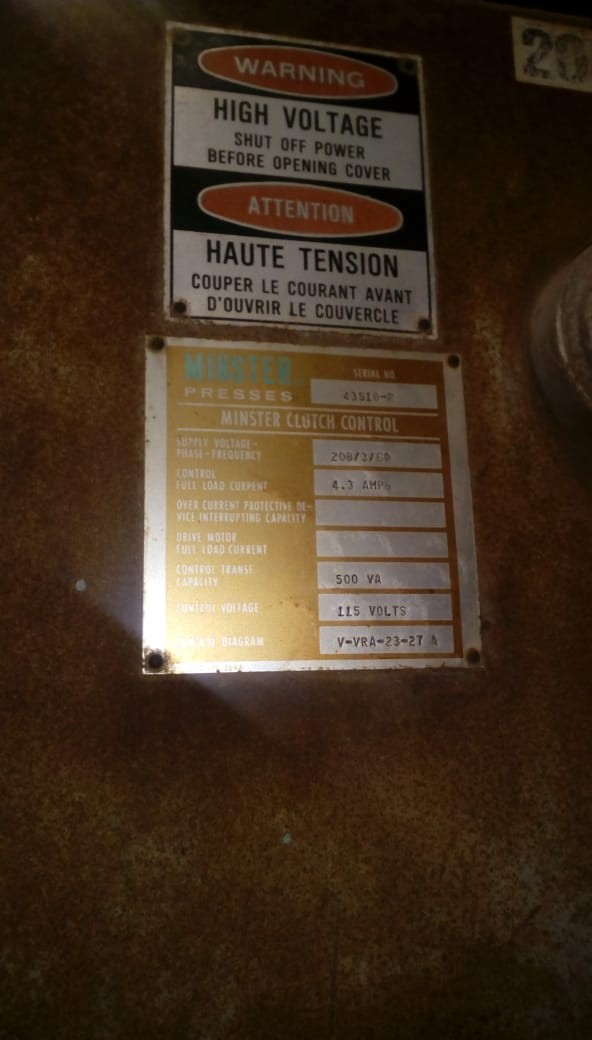 20
WARNING
HIGH VOLTAGE
SHUT OFF POWER
BEFORE OPENING COVER
ATTENTION
HAUTE TENSION
COUPER LE COURANT AVANT
D'OUVRIR LE COUVERCLE
MINSTER
PRESSES
SERIAL NO.
MINSTER CLUTCH CONTROL
SUPPLY VOLTAGE-
PHASE-FREQUENCY
208/3/60
CONTROL
FULL LOAD CURRENT
4.3 AMPS
OVER CURRENT PROTECTIVE DE-
VICE INTERRUPTING CAPACITY
DRIVE MOTOR
FULL LOAD CURRENT
CONTROL TRANSF.
CAPACITY
500 VA
CONTROL VOLTAGE
115 VOLTS
CONTROL DIAGRAM
V-VRA-23-27 A